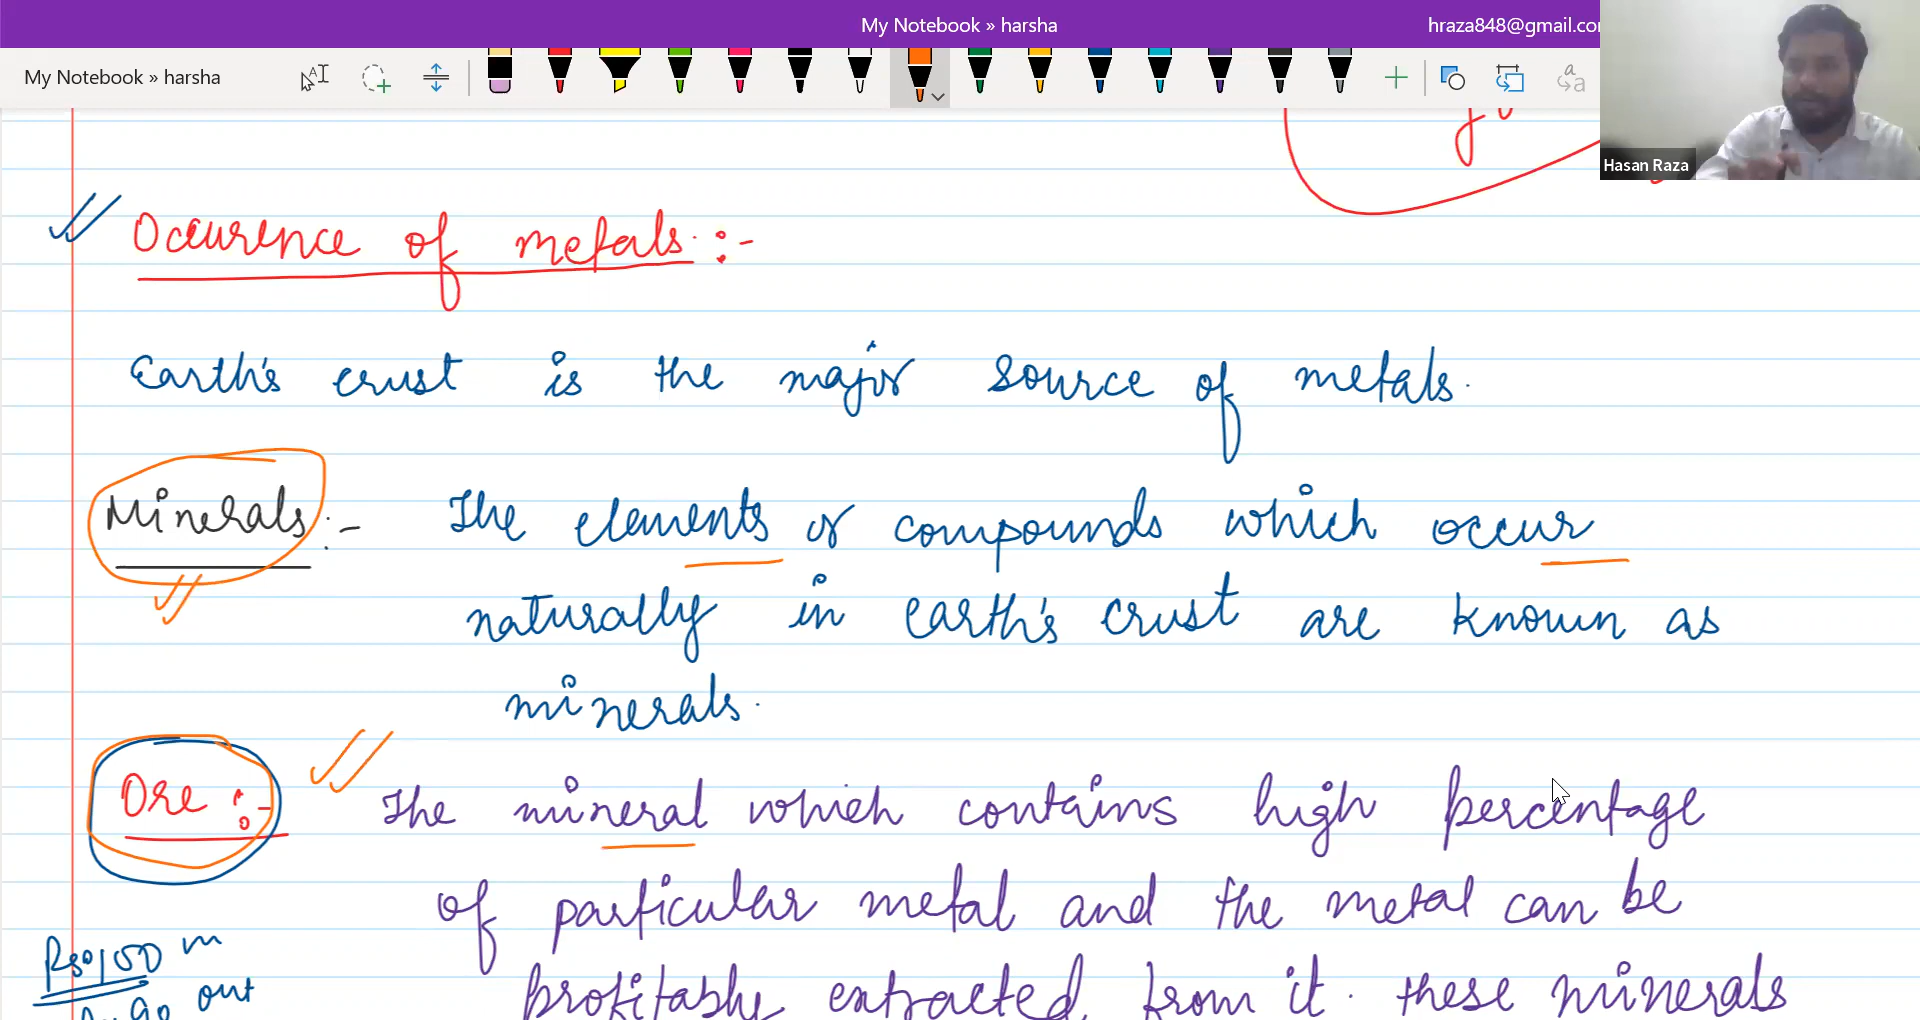 My Notebook » harsha
hraza848@gmail.co
My Notebook » harsha
Hasan Raza
Occurence of metals :-
Earth's crust is the major source of metals.
Minerals :- The elements or compounds which occur
naturally in earth's crust are known as
minerals.
Ore :- The mineral which contains high percentage
of particular metal and the metal can be
profitably extracted from it. These minerals
out